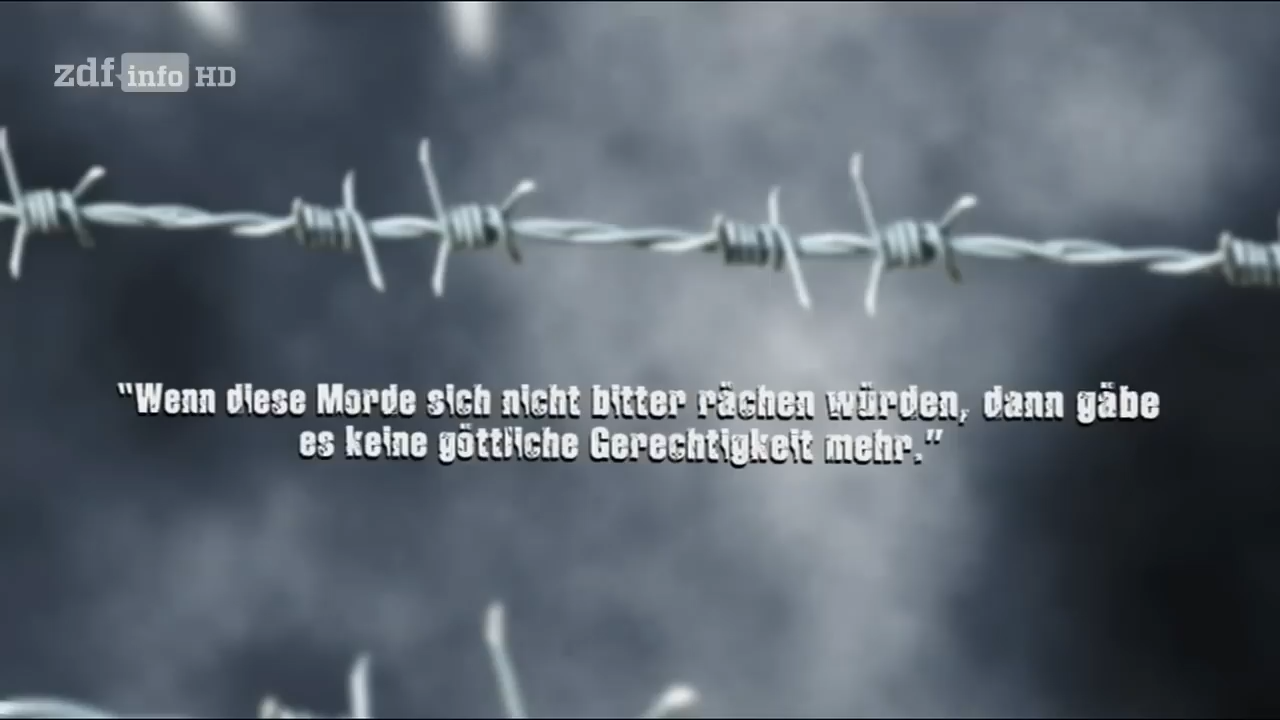 zdf info HD
“Wenn diese Morde sich nicht bitter rächen würden, dann gäbe
es keine göttliche Gerechtigkeit mehr.”